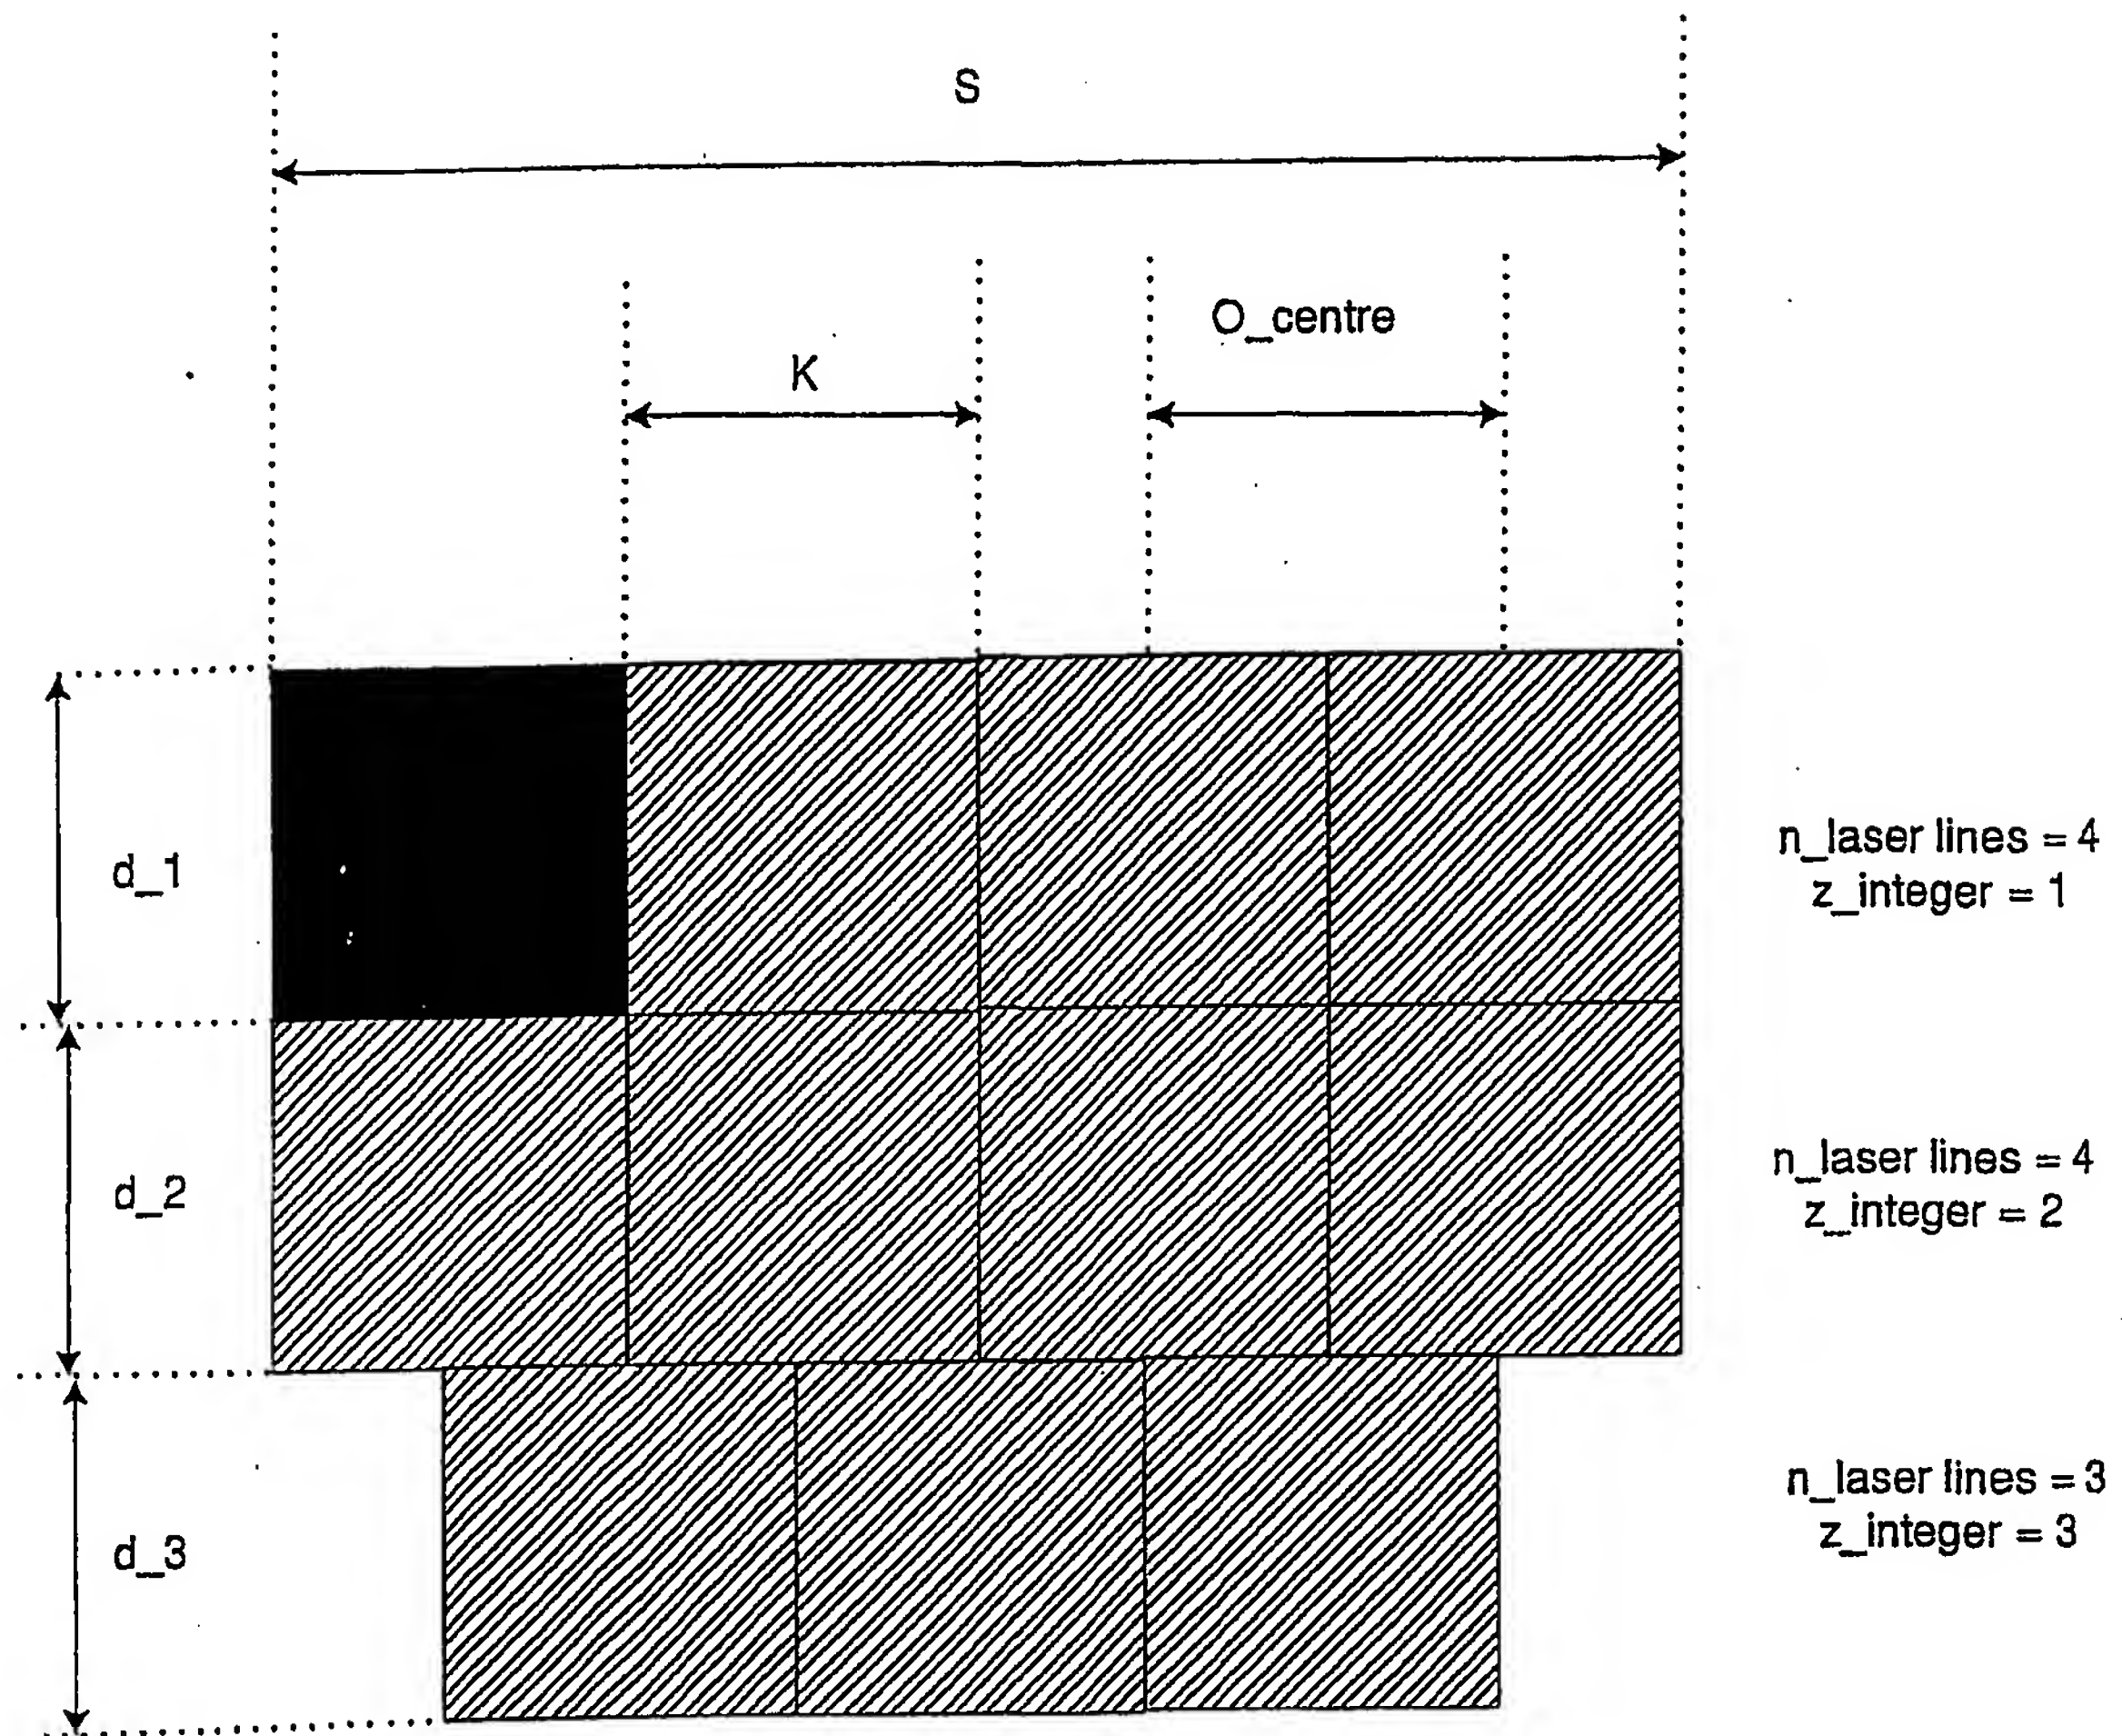 S
O_centre
K
d_1
n_laser lines = 4
z_integer = 1
d_2
n_laser lines = 4
z_integer = 2
d_3
n_laser lines = 3
z_integer = 3